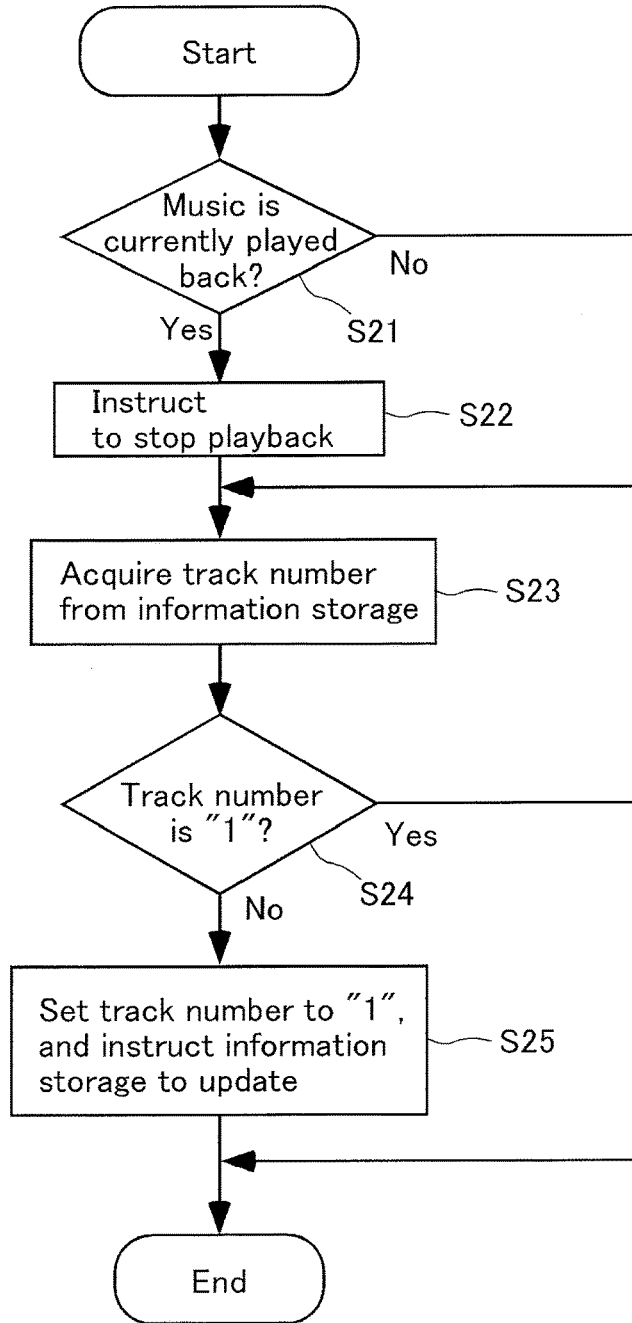 Start
Music is
currently played
back?
No
S21
Yes
Instruct
to stop playback
S22
Acquire track number
from information storage
S23
Track number
is "1"?
Yes
S24
No
Set track number to "1",
and instruct information
storage to update
S25
End